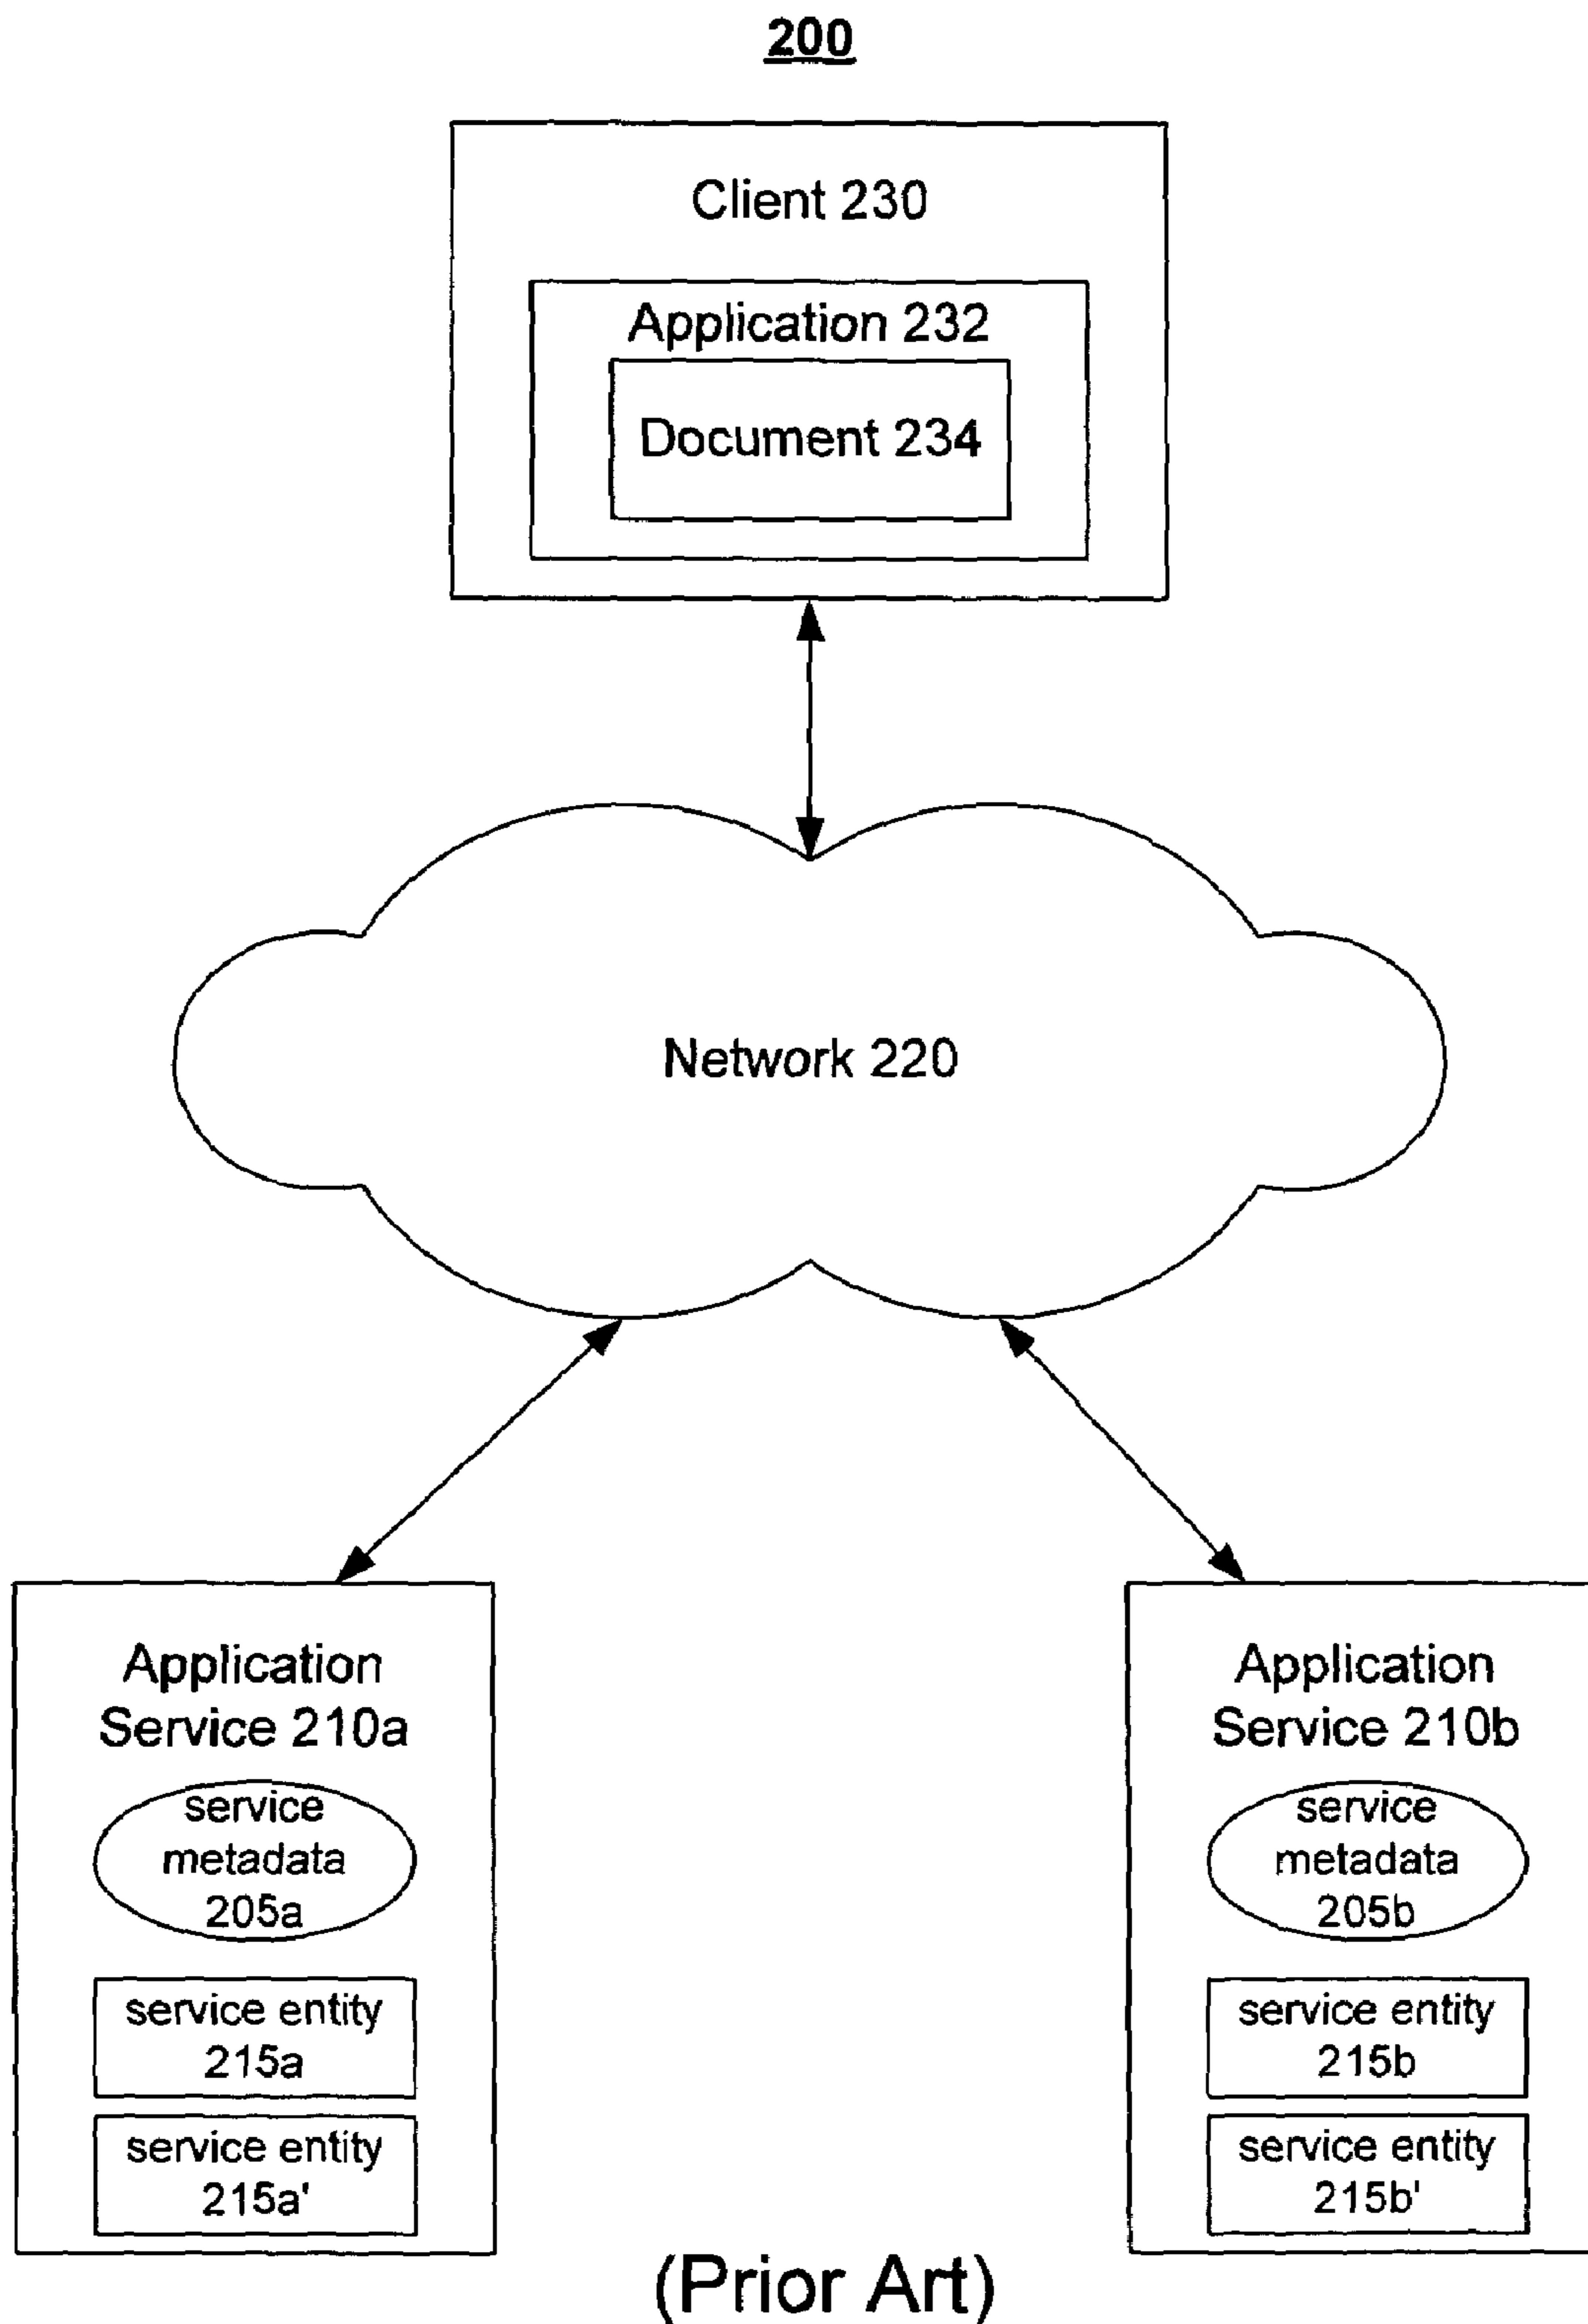 200
Client 230
Application 232
Document 234
Network 220
Application
Service 210a
service
metadata
205a
service entity
215a
service entity
215a'
Application
Service 210b
service
metadata
205b
service entity
215b
service entity
215b'
(Prior Art)